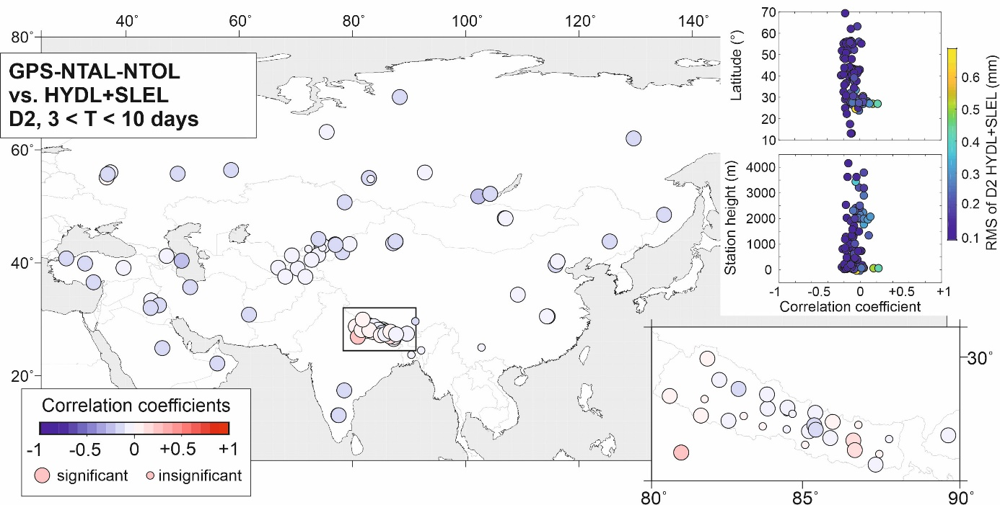 40° 60° 80° 100° 120° 140°
80°
60°
40°
20°
GPS-NTAL-NTOL
vs. HYDL+SLEL
D2, 3 < T < 10 days
Correlation coefficients
-1 -0.5 0 +0.5 +1
significant insignificant
Latitude (°)
70
60
50
40
30
20
10
Station height (m)
4000
3000
2000
1000
0
-1 -0.5 0 +0.5 +1
Correlation coefficient
0.6
0.5
0.4
0.3
0.2
0.1
RMS of D2 HYDL+SLEL (mm)
30°
80° 85° 90°